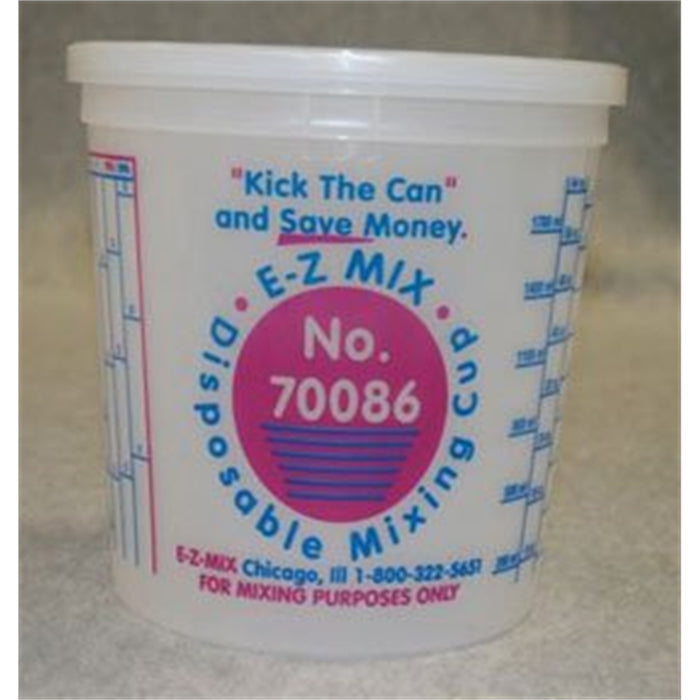 "Kick The Can"
and Save Money.
• E-Z MIX •
Disposable Mixing Cup
No.
70086
E-Z-MIX Chicago, Ill 1-800-322-5651
FOR MIXING PURPOSES ONLY